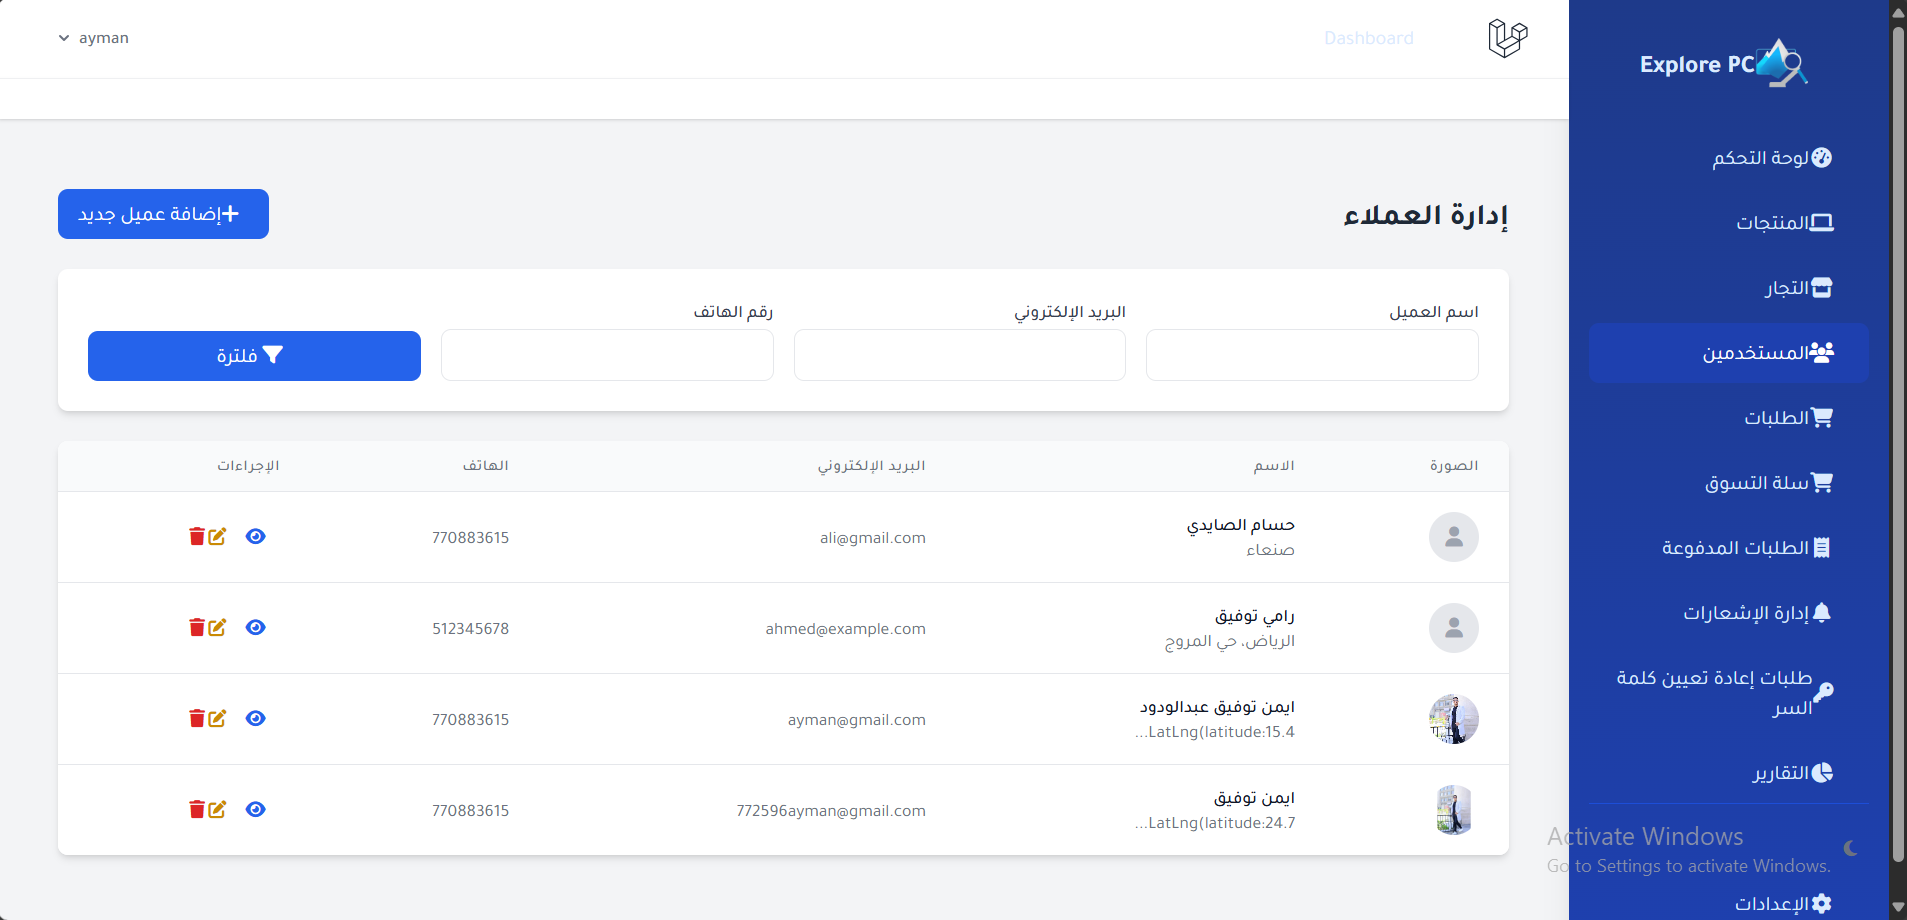 Explore PC
لوحة التحكم
المنتجات
التجار
المستخدمين
الطلبات
سلة التسوق
الطلبات المدفوعة
إدارة الإشعارات
طلبات إعادة تعيين كلمة
السر
التقارير
الإعدادات
Dashboard
ayman
إدارة العملاء
إضافة عميل جديد
اسم العميل
البريد الإلكتروني
رقم الهاتف
فلترة
الصورة الاسم البريد الإلكتروني الهاتف الإجراءات
حسام الصايدي
صنعاء
ali@gmail.com
770883615
رامي توفيق
الرياض، حي المروج
ahmed@example.com
512345678
ايمن توفيق عبدالودود
LatLng(latitude:15.4...
ayman@gmail.com
770883615
ايمن توفيق
LatLng(latitude:24.7...
772596ayman@gmail.com
770883615
Activate Windows
Go to Settings to activate Windows.